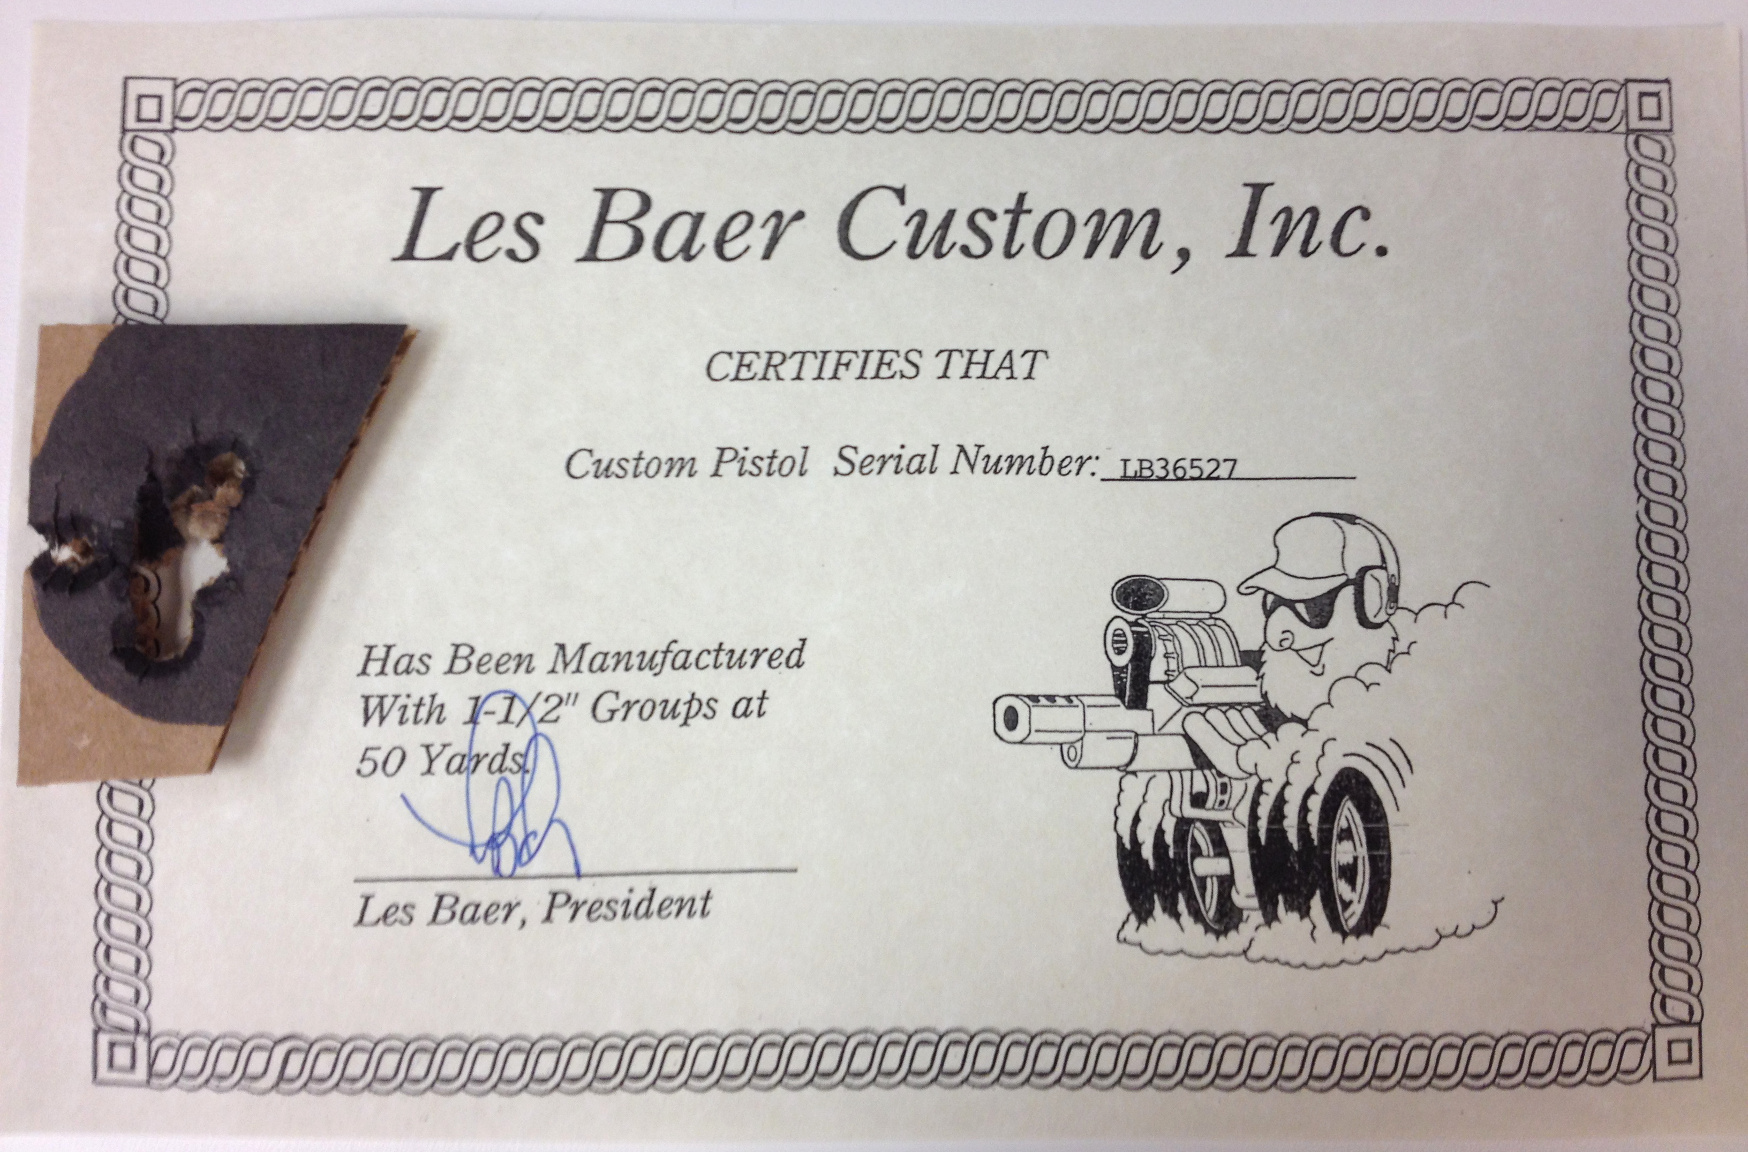 Les Baer Custom, Inc.
CERTIFIES THAT
Custom Pistol Serial Number: LB36527
Has Been Manufactured
With 1-1/2" Groups at
50 Yards.
Les Baer, President